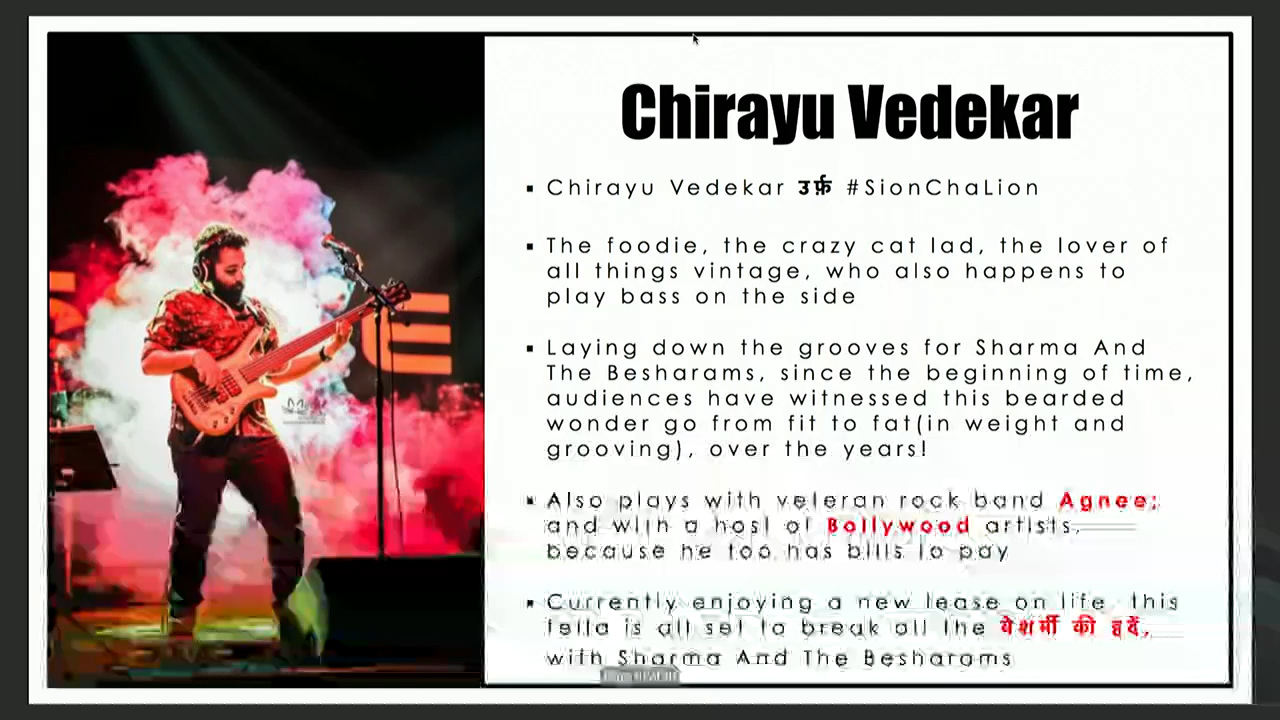 Chirayu Vedekar
Chirayu Vedekar उर्फ़ #SionChaLion
The foodie, the crazy cat lad, the lover of
all things vintage, who also happens to
play bass on the side
Laying down the grooves for Sharma And
The Besharams, since the beginning of time,
audiences have witnessed this bearded
wonder go from fit to fat(in weight and
grooving), over the years!
Also plays with veteran rock band Agnee;
and with a host of Bollywood artists,
because he too has bills to pay
Currently enjoying a new lease on life, this
fella is all set to break all the बेशर्मी की हदें,
with Sharma And The Besharams